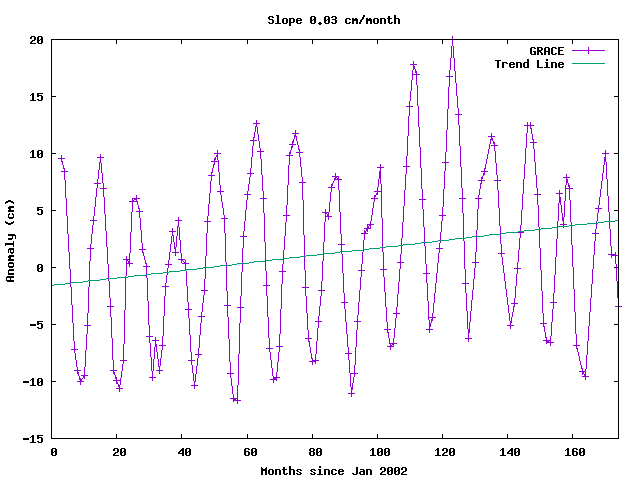 Slope 0.03 cm/month
GRACE
Trend Line
Anomaly (cm)
20
15
10
5
0
-5
-10
-15
0 20 40 60 80 100 120 140 160
Months since Jan 2002